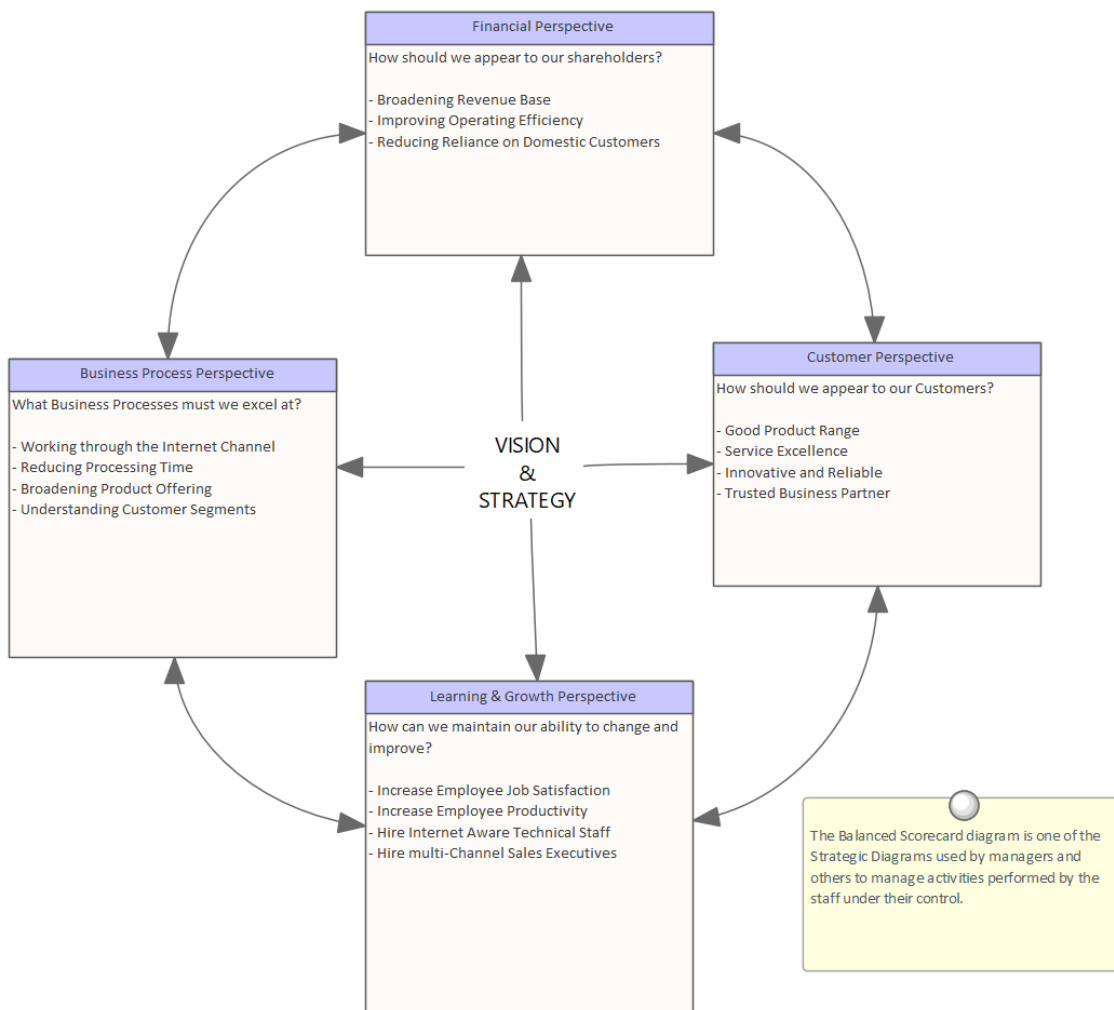 Financial Perspective
How should we appear to our shareholders?
- Broadening Revenue Base
- Improving Operating Efficiency
- Reducing Reliance on Domestic Customers
Business Process Perspective
What Business Processes must we excel at?
- Working through the Internet Channel
- Reducing Processing Time
- Broadening Product Offering
- Understanding Customer Segments
VISION
&
STRATEGY
Customer Perspective
How should we appear to our Customers?
- Good Product Range
- Service Excellence
- Innovative and Reliable
- Trusted Business Partner
Learning & Growth Perspective
How can we maintain our ability to change and
improve?
- Increase Employee Job Satisfaction
- Increase Employee Productivity
- Hire Internet Aware Technical Staff
- Hire multi-Channel Sales Executives
The Balanced Scorecard diagram is one of the
Strategic Diagrams used by managers and
others to manage activities performed by the
staff under their control.